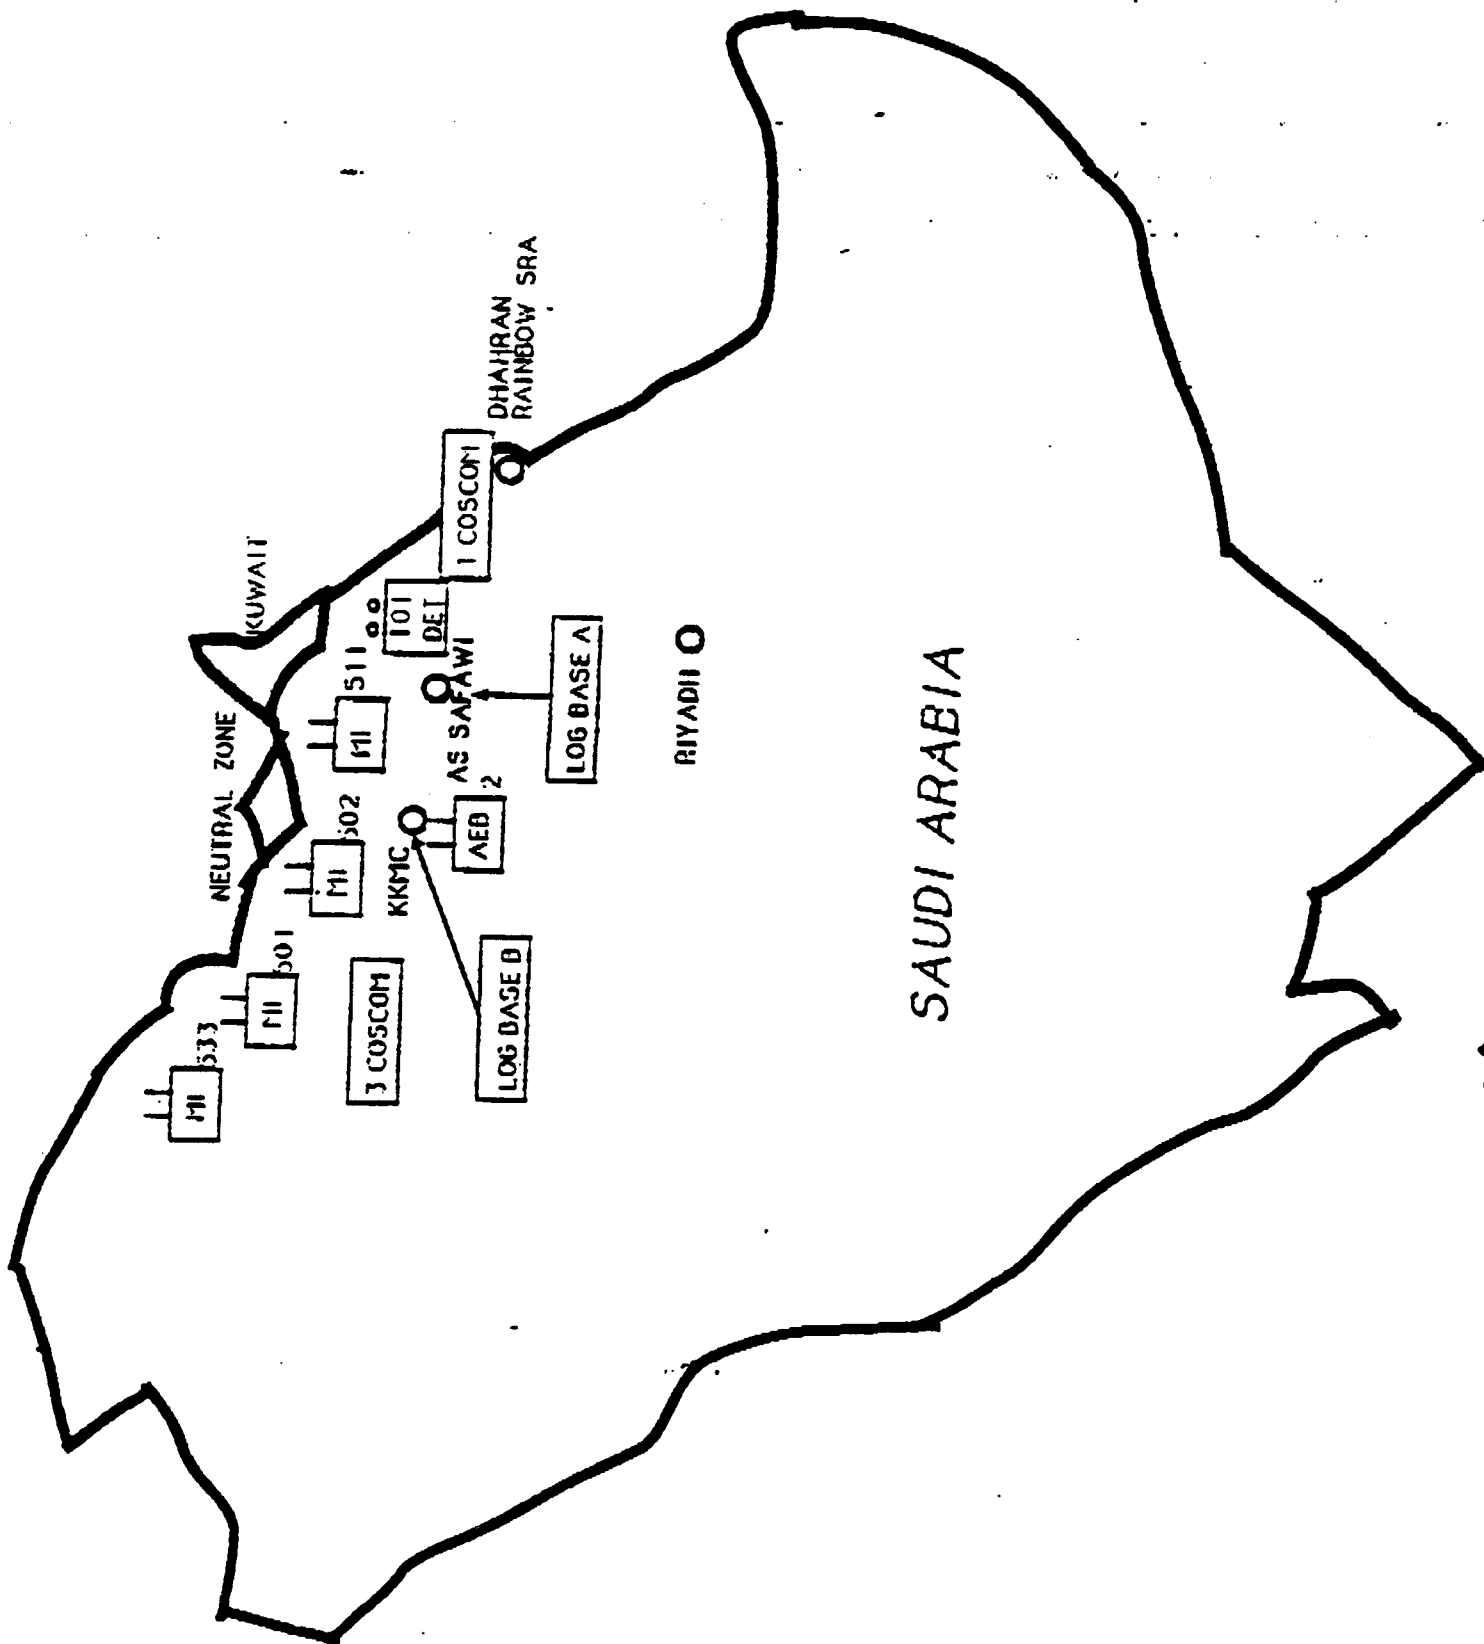 MI
533
MI
501
NEUTRAL ZONE
KUWAIT
MI
502
MI
511
3 COSCOM
KKMC
101
DET
1 COSCOM
AS SAFAWI
AEB
2
LOG BASE B
DHAHRAN
RAINBOW SRA
LOG BASE A
RIYADH
SAUDI ARABIA